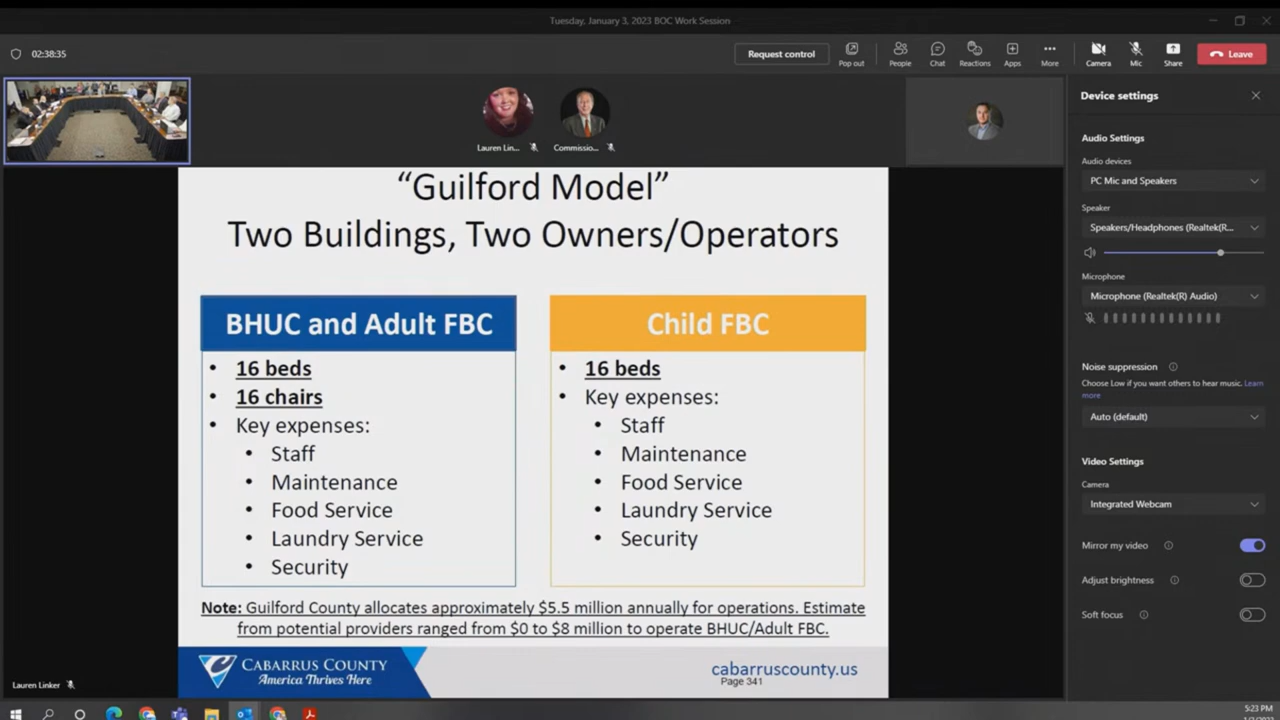 Tuesday, January 3, 2023 BOC Work Session
02:38:35
Request control
Pop out
People
Chat
Reactions
Apps
More
Camera
Mic
Share
Leave
Lauren Lin...
Commissio...
“Guilford Model”
Two Buildings, Two Owners/Operators
BHUC and Adult FBC
• 16 beds
• 16 chairs
• Key expenses:
• Staff
• Maintenance
• Food Service
• Laundry Service
• Security
Child FBC
• 16 beds
• Key expenses:
• Staff
• Maintenance
• Food Service
• Laundry Service
• Security
Note: Guilford County allocates approximately $5.5 million annually for operations. Estimate
from potential providers ranged from $0 to $8 million to operate BHUC/Adult FBC.
CABARRUS COUNTY
America Thrives Here
cabarruscounty.us
Page 341
Lauren Linker
Device settings
Audio Settings
Audio devices
PC Mic and Speakers
Speaker
Speakers/Headphones (Realtek(R...
Microphone
Microphone (Realtek(R) Audio)
Noise suppression
Choose Low if you want others to hear music. Learn
more
Auto (default)
Video Settings
Camera
Integrated Webcam
Mirror my video
Adjust brightness
Soft focus
5:23 PM